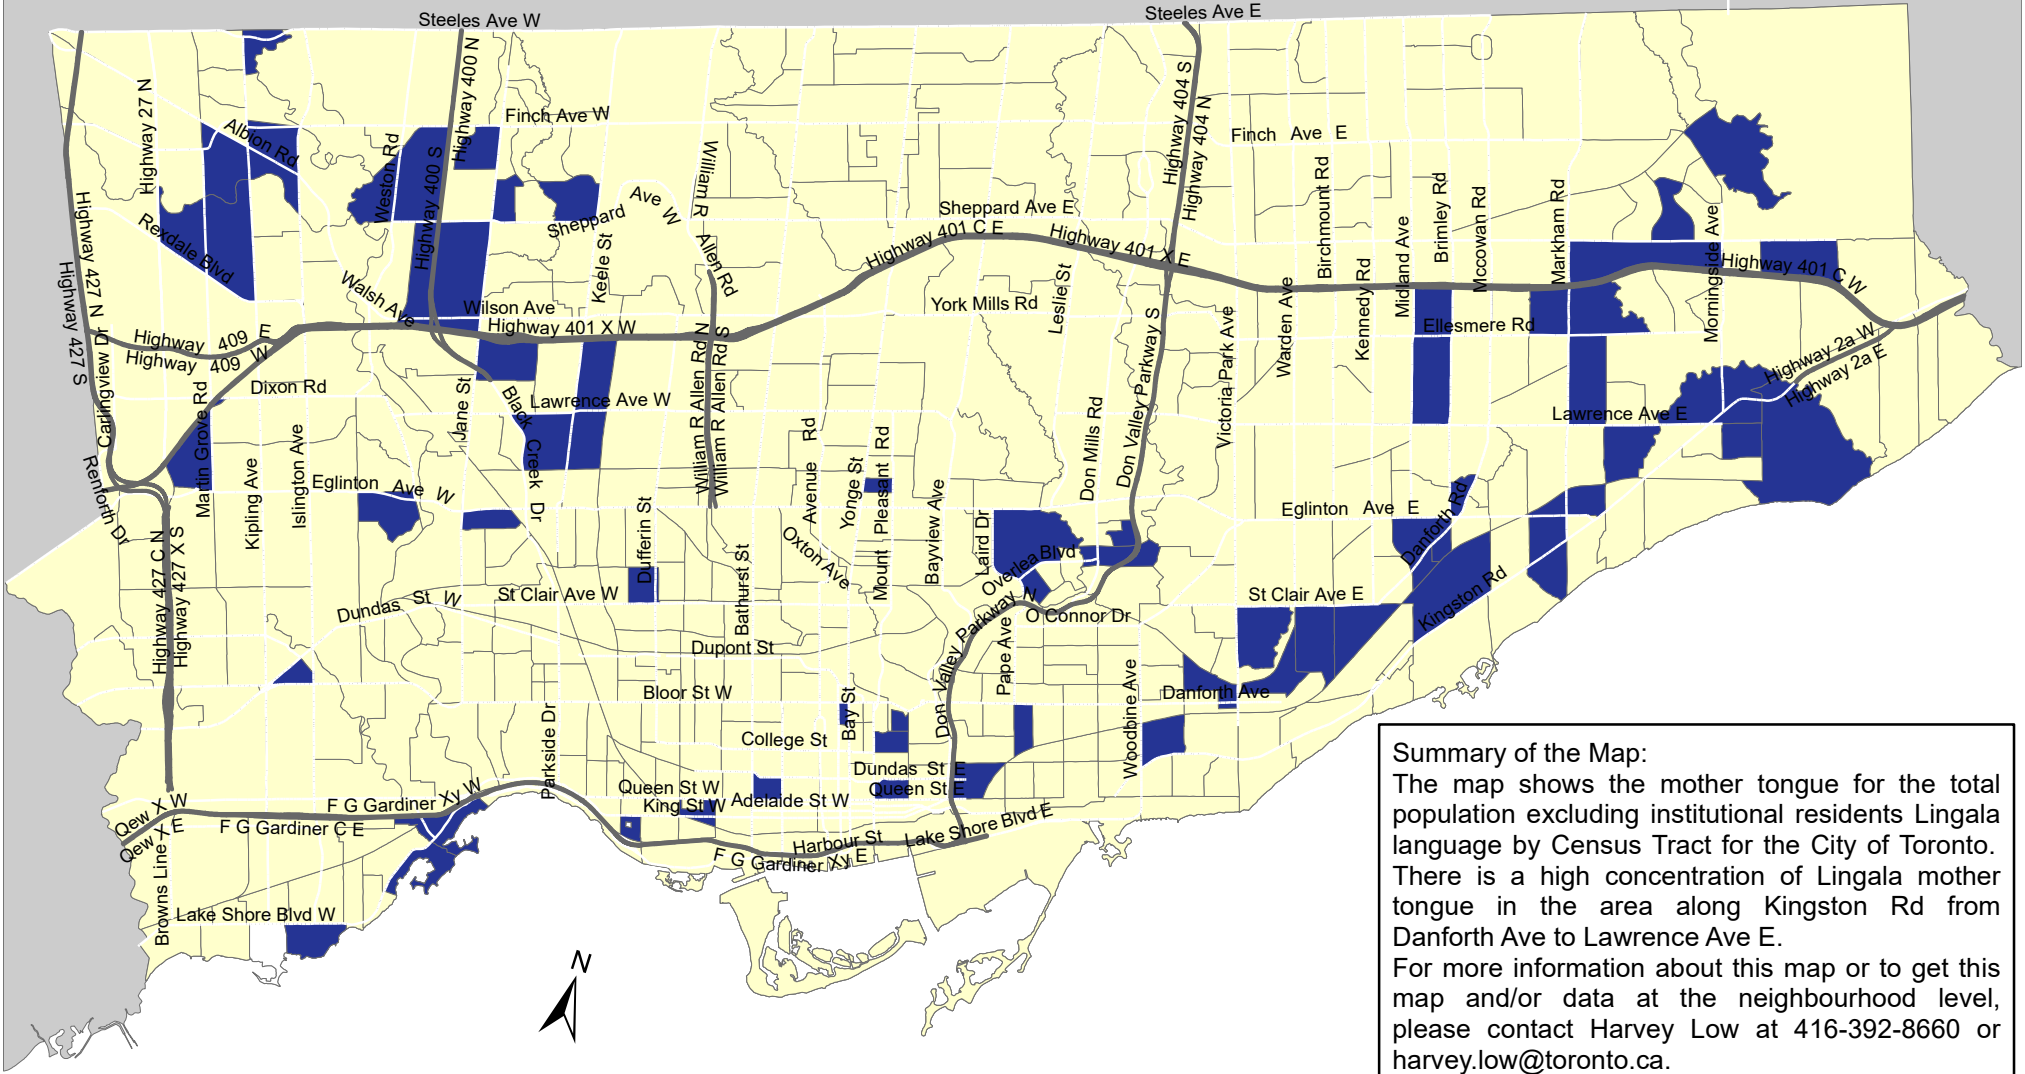 Steeles Ave W
Steeles Ave E
Highway 27 N
Albion Rd
Weston Rd
Highway 400 N
Highway 400 S
Finch Ave W
William R Allen Rd
Highway 404 S
Highway 404 N
Finch Ave E
Highway 427 N
Highway 427 S
Rexdale Blvd
Walsh Ave
Sheppard Ave W
Keele St
Sheppard Ave E
Highway 401 C E
Highway 401 X E
Leslie St
Birchmount Rd
Midland Ave
Brimley Rd
Mccowan Rd
Markham Rd
Morningside Ave
Highway 401 C W
Wilson Ave
Highway 401 X W
York Mills Rd
Warden Ave
Kennedy Rd
Ellesmere Rd
Highway 409 E
Highway 409 W
Carlingview Dr
Dixon Rd
Martin Grove Rd
Jane St
Black Creek Dr
Lawrence Ave W
William R Allen Rd N
William R Allen Rd S
Don Valley Parkway S
Victoria Park Ave
Highway 2a W
Highway 2a E
Lawrence Ave E
Renforth Dr
Kipling Ave
Islington Ave
Eglinton Ave W
Dufferin St
Bathurst St
Avenue Rd
Yonge St
Mount Pleasant Rd
Bayview Ave
Laird Dr
Don Mills Rd
Eglinton Ave E
Danforth Rd
Oxton Ave
Overlea Blvd
Highway 427 C N
Highway 427 X S
Dundas St W
St Clair Ave W
Don Valley Parkway N
O Connor Dr
St Clair Ave E
Kingston Rd
Dupont St
Pape Ave
Woodbine Ave
Bloor St W
Danforth Ave
Parkside Dr
Bay St
College St
Dundas St E
Queen St W
King St W
Adelaide St W
Queen St E
Qew X W
Qew X E
F G Gardiner Xy W
F G Gardiner C E
Harbour St
Lake Shore Blvd E
F G Gardiner Xy E
Browns Line
Lake Shore Blvd W
N
Summary of the Map:
The map shows the mother tongue for the total
population excluding institutional residents Lingala
language by Census Tract for the City of Toronto.
There is a high concentration of Lingala mother
tongue in the area along Kingston Rd from
Danforth Ave to Lawrence Ave E.
For more information about this map or to get this
map and/or data at the neighbourhood level,
please contact Harvey Low at 416-392-8660 or
harvey.low@toronto.ca.